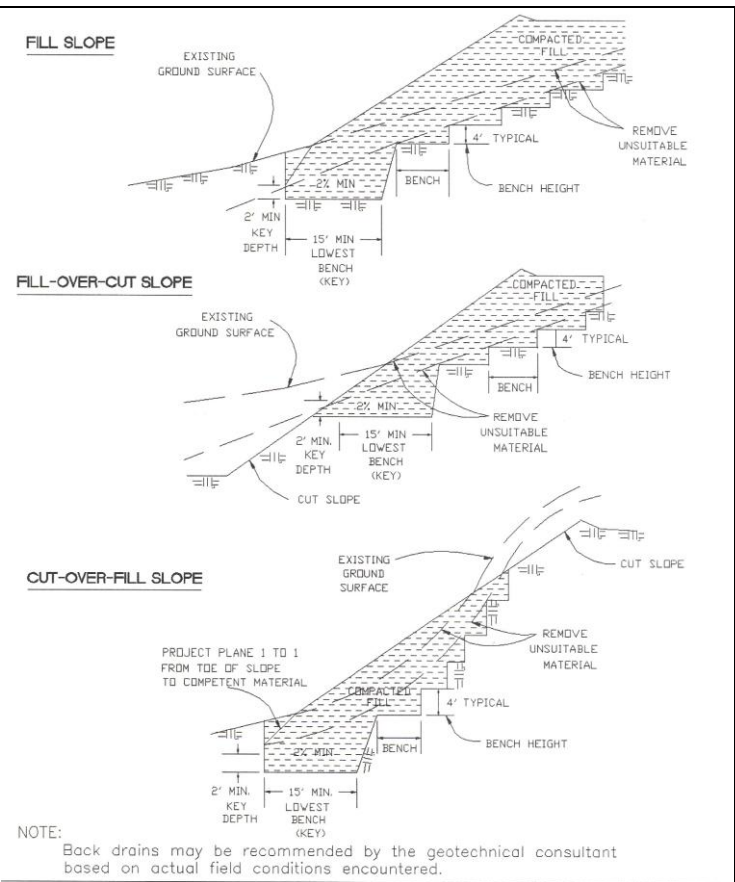 FILL SLOPE
EXISTING
GROUND SURFACE
COMPACTED
FILL
REMOVE
UNSUITABLE
MATERIAL
4' TYPICAL
BENCH
BENCH HEIGHT
2% MIN
2' MIN
KEY
DEPTH
15' MIN
LOWEST
BENCH
(KEY)
FILL-OVER-CUT SLOPE
EXISTING
GROUND SURFACE
COMPACTED
FILL
4' TYPICAL
BENCH HEIGHT
BENCH
2% MIN
REMOVE
UNSUITABLE
MATERIAL
2' MIN.
KEY
DEPTH
15' MIN
LOWEST
BENCH
(KEY)
CUT SLOPE
CUT-OVER-FILL SLOPE
EXISTING
GROUND
SURFACE
CUT SLOPE
REMOVE
UNSUITABLE
MATERIAL
PROJECT PLANE 1 TO 1
FROM TOE OF SLOPE
TO COMPETENT MATERIAL
COMPACTED
FILL
4' TYPICAL
BENCH HEIGHT
BENCH
2% MIN
2' MIN.
KEY
DEPTH
15' MIN.
LOWEST
BENCH
(KEY)
NOTE:
Back drains may be recommended by the geotechnical consultant
based on actual field conditions encountered.